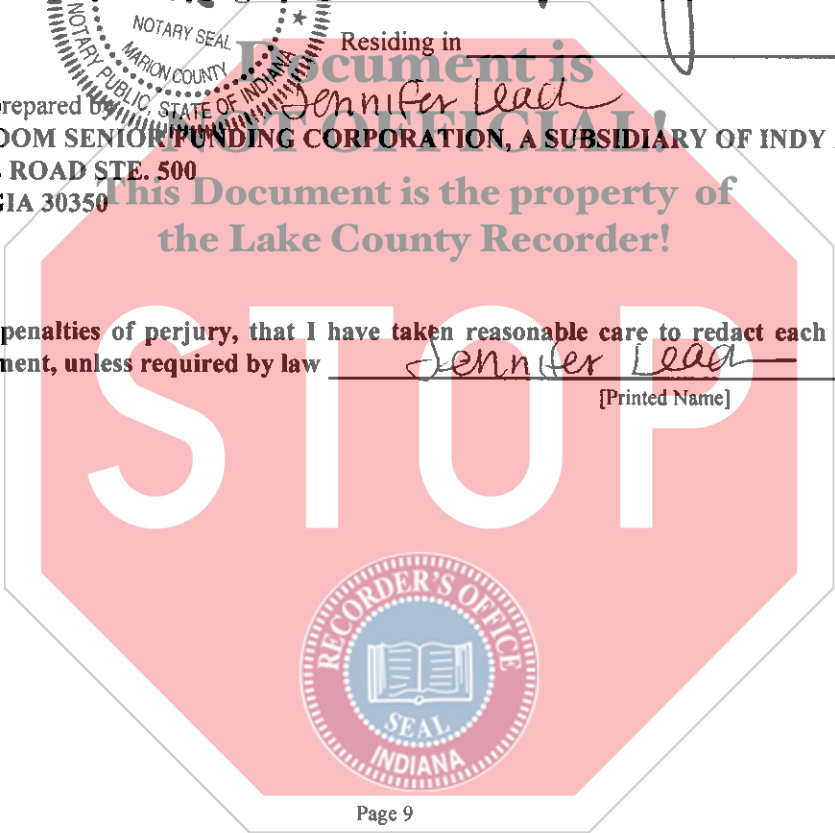 NOTARY SEAL
MARION COUNTY
NOTARY PUBLIC, STATE OF INDIANA
Residing in
Document is
prepared by Jennifer Leach
NOT OFFICIAL!
OOM SENIOR FUNDING CORPORATION, A SUBSIDIARY OF INDY
ROAD STE. 500
GIA 30350
This Document is the property of
the Lake County Recorder!
penalties of perjury, that I have taken reasonable care to redact each
ment, unless required by law Jennifer Leach
[Printed Name]
STOP
RECORDER'S OFFICE
SEAL
INDIANA
Page 9